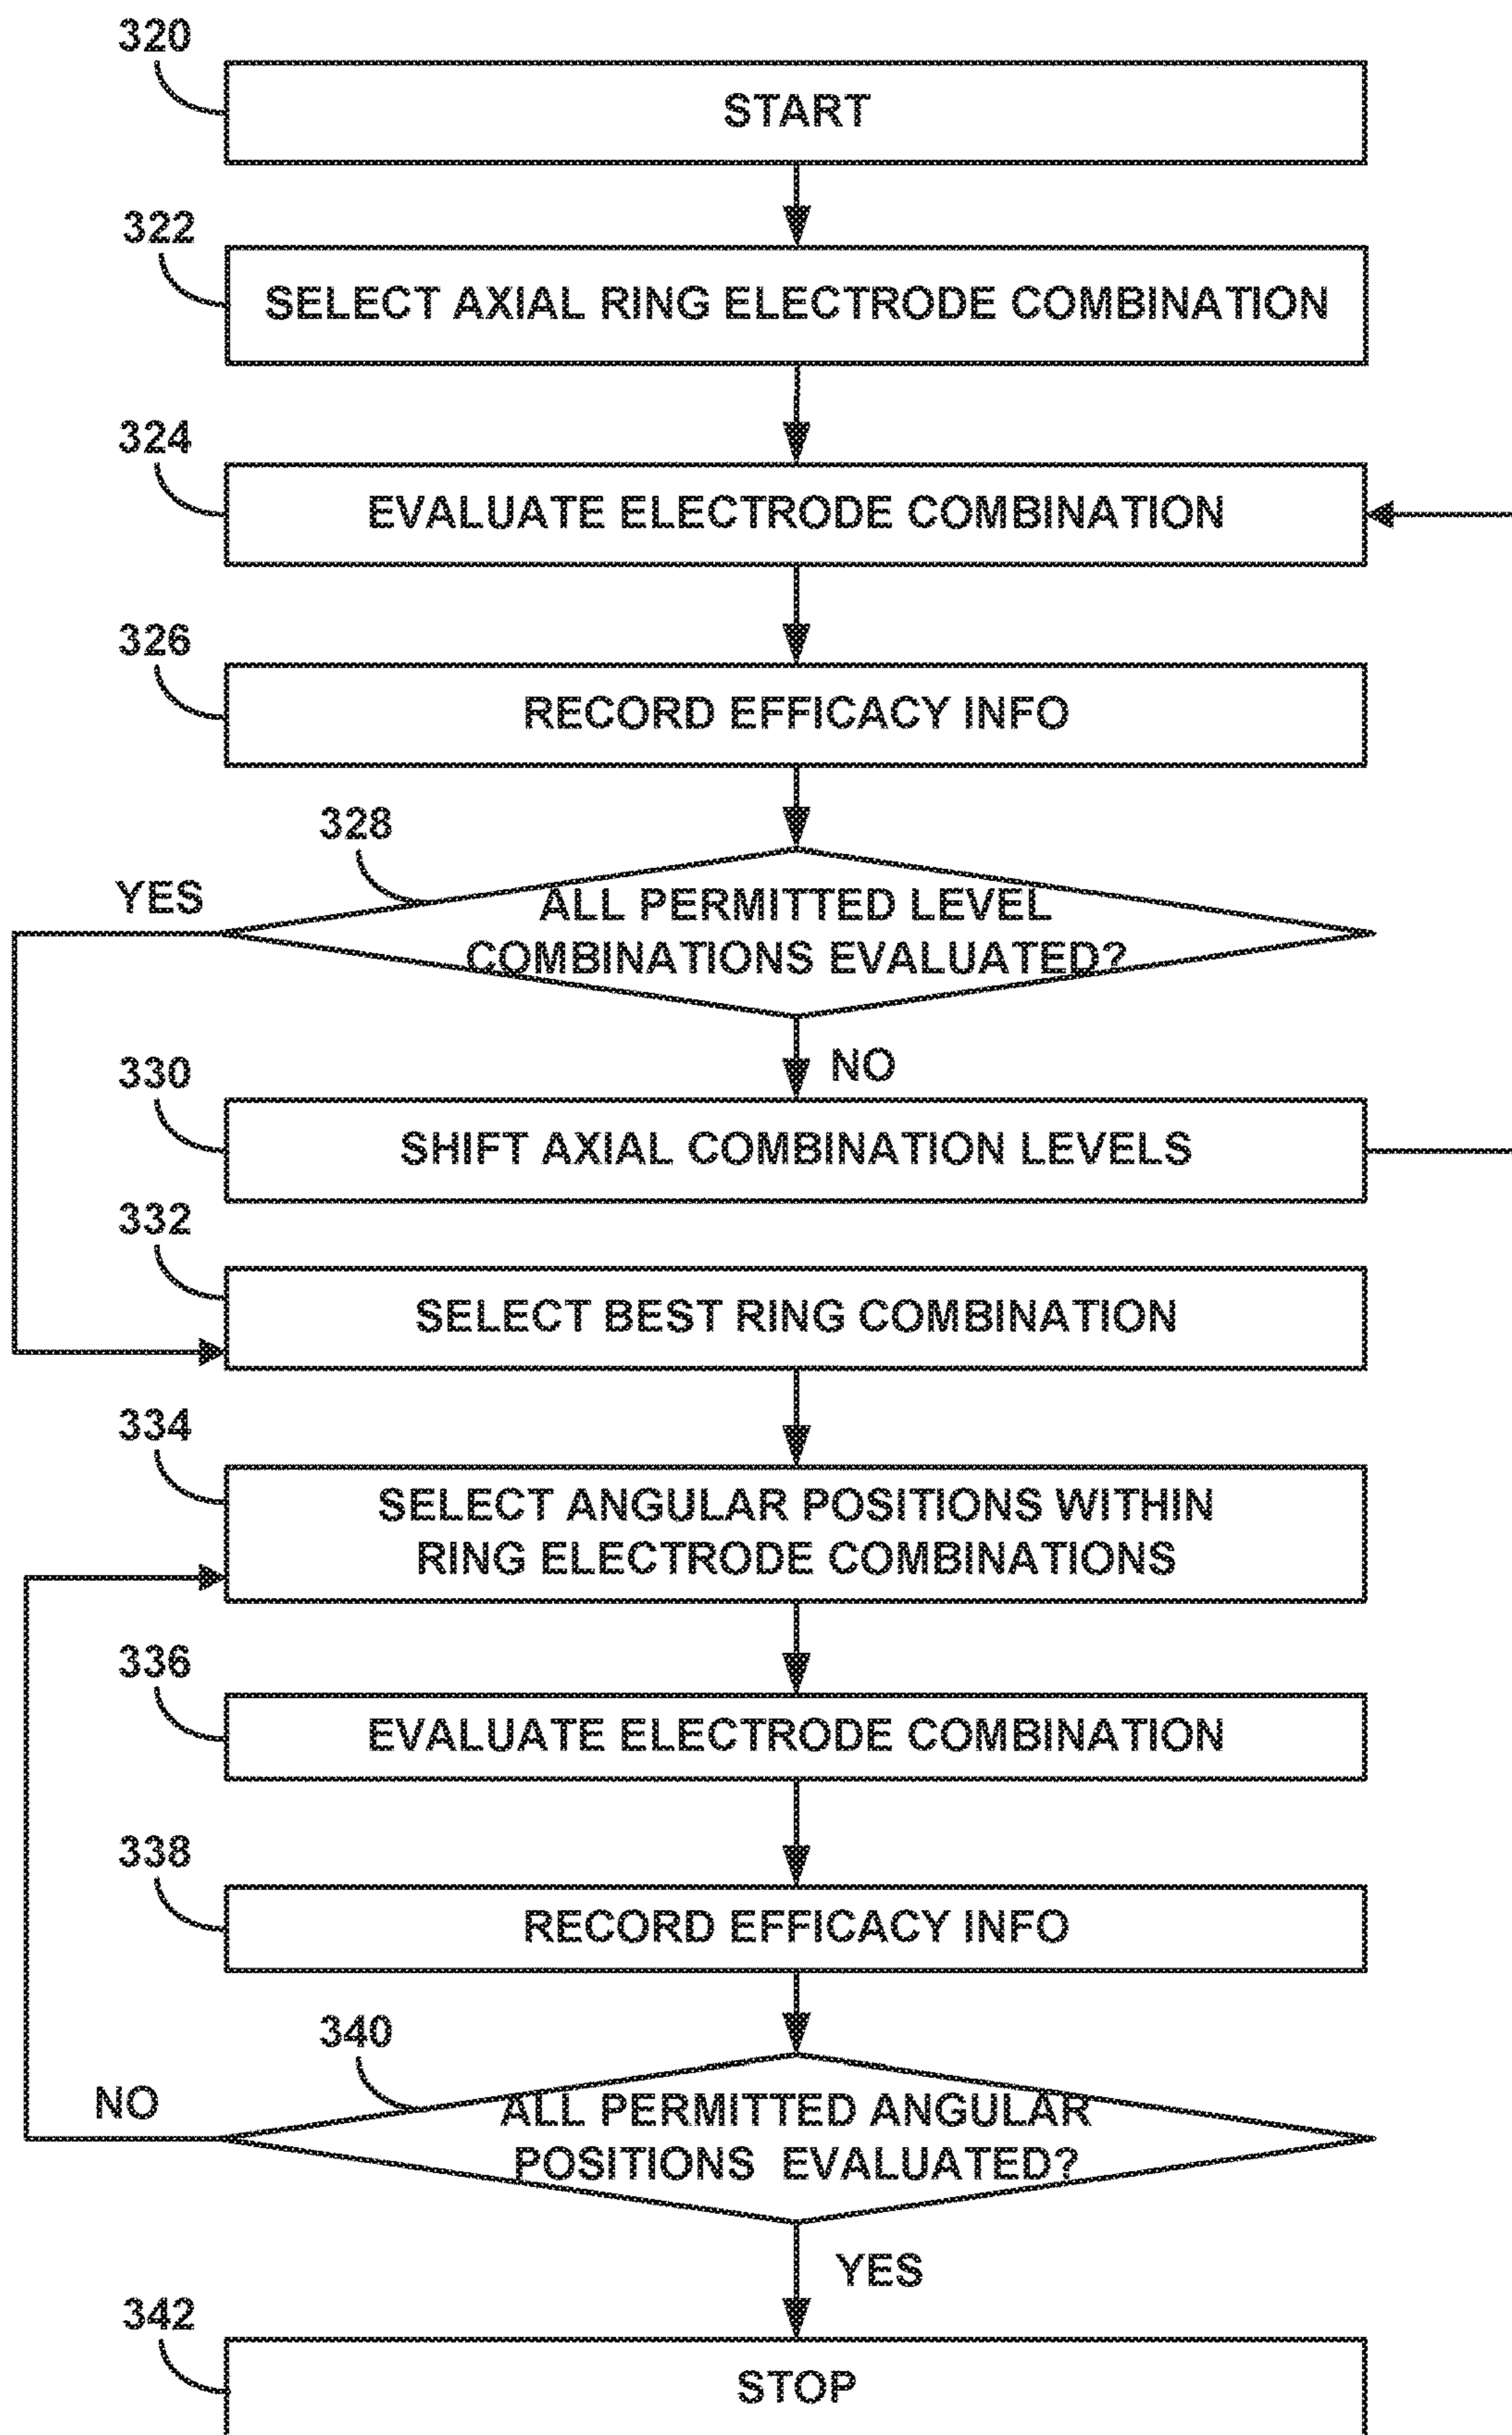 320
START
322
SELECT AXIAL RING ELECTRODE COMBINATION
324
EVALUATE ELECTRODE COMBINATION
326
RECORD EFFICACY INFO
328
YES
ALL PERMITTED LEVEL
COMBINATIONS EVALUATED?
NO
330
SHIFT AXIAL COMBINATION LEVELS
332
SELECT BEST RING COMBINATION
334
SELECT ANGULAR POSITIONS WITHIN
RING ELECTRODE COMBINATIONS
336
EVALUATE ELECTRODE COMBINATION
338
RECORD EFFICACY INFO
340
NO
ALL PERMITTED ANGULAR
POSITIONS EVALUATED?
YES
342
STOP